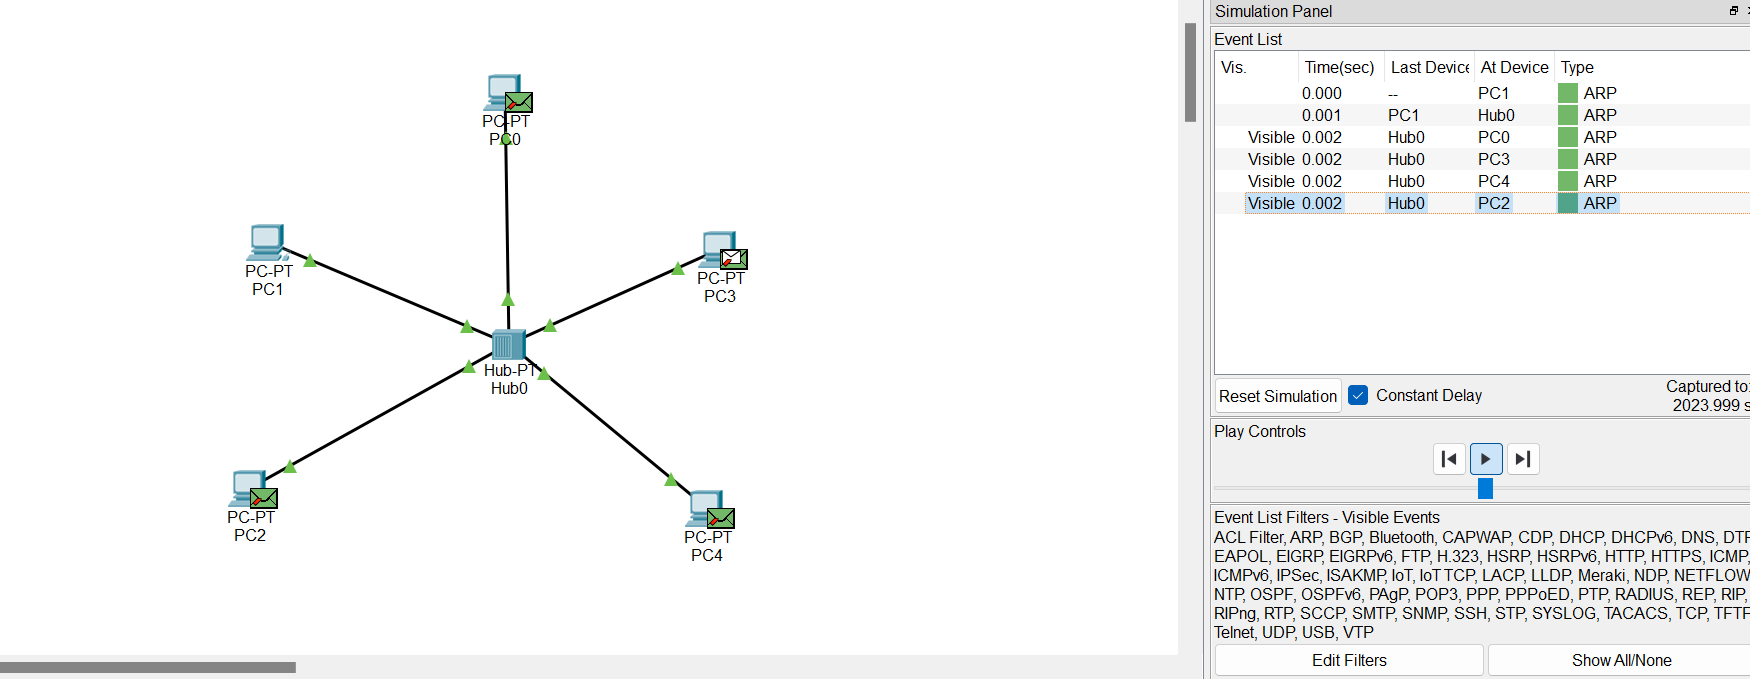 Simulation Panel
Event List
Vis. Time(sec) Last Device At Device Type
0.000 -- PC1 ARP
0.001 PC1 Hub0 ARP
Visible 0.002 Hub0 PC0 ARP
Visible 0.002 Hub0 PC3 ARP
Visible 0.002 Hub0 PC4 ARP
Visible 0.002 Hub0 PC2 ARP
Reset Simulation Constant Delay
Captured to:
2023.999 s
Play Controls
Event List Filters - Visible Events
ACL Filter, ARP, BGP, Bluetooth, CAPWAP, CDP, DHCP, DHCPv6, DNS, DTP
EAPOL, EIGRP, EIGRPv6, FTP, H.323, HSRP, HSRPv6, HTTP, HTTPS, ICMP,
ICMPv6, IPSec, ISAKMP, IoT, IoT TCP, LACP, LLDP, Meraki, NDP, NETFLOW
NTP, OSPF, OSPFv6, PAgP, POP3, PPP, PPPoED, PTP, RADIUS, REP, RIP,
RIPng, RTP, SCCP, SMTP, SNMP, SSH, STP, SYSLOG, TACACS, TCP, TFTP
Telnet, UDP, USB, VTP
Edit Filters Show All/None
PC-PT
PC0
PC-PT
PC1
PC-PT
PC3
Hub-PT
Hub0
PC-PT
PC2
PC-PT
PC4